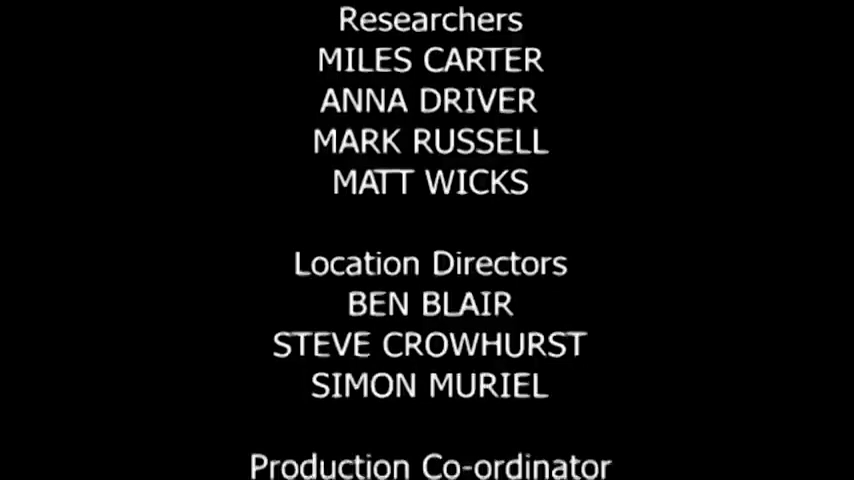 Researchers
MILES CARTER
ANNA DRIVER
MARK RUSSELL
MATT WICKS
Location Directors
BEN BLAIR
STEVE CROWHURST
SIMON MURIEL
Production Co-ordinator